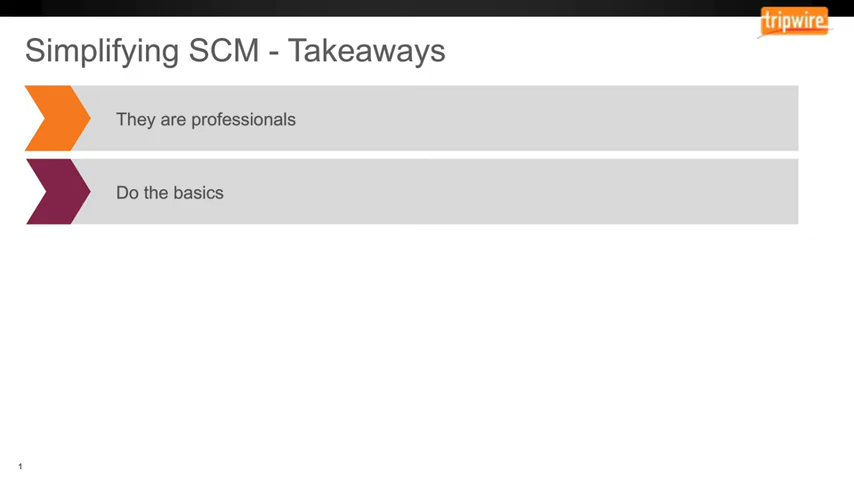 tripwire
Simplifying SCM - Takeaways
They are professionals
Do the basics
1